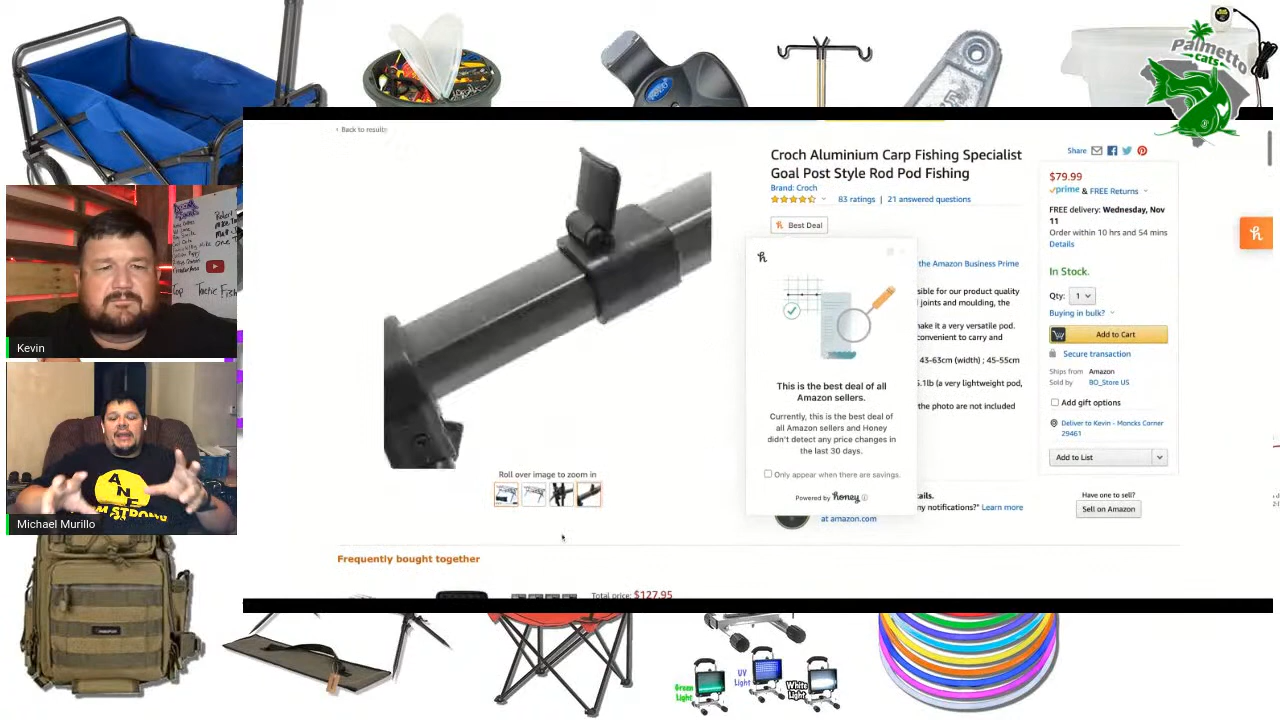 Palmetto
cats
‹ Back to results
Croch Aluminium Carp Fishing Specialist
Goal Post Style Rod Pod Fishing
Brand: Croch
83 ratings | 21 answered questions
Best Deal
the Amazon Business Prime
sible for our product quality
joints and moulding, the
make it a very versatile pod.
convenient to carry and
43-63cm (width) ; 45-55cm
5.1lb (a very lightweight pod,
the photo are not included
This is the best deal of all
Amazon sellers.
Currently, this is the best deal of
all Amazon sellers and Honey
didn't detect any price changes in
the last 30 days.
Only appear when there are savings.
Powered by honey
tails.
ny notifications?" Learn more
at amazon.com
Share
$79.99
prime & FREE Returns
FREE delivery: Wednesday, Nov
11
Order within 10 hrs and 54 mins
Details
In Stock.
Qty: 1
Buying in bulk?
Add to Cart
Secure transaction
Ships from Amazon
Sold by BO_Store US
Add gift options
Deliver to Kevin - Moncks Corner
29461
Add to List
Have one to sell?
Sell on Amazon
Roll over image to zoom in
Frequently bought together
Total price: $127.95
Top Tactic Fish
Kevin
Michael Murillo
Green
Light
UV
Light
White
Light